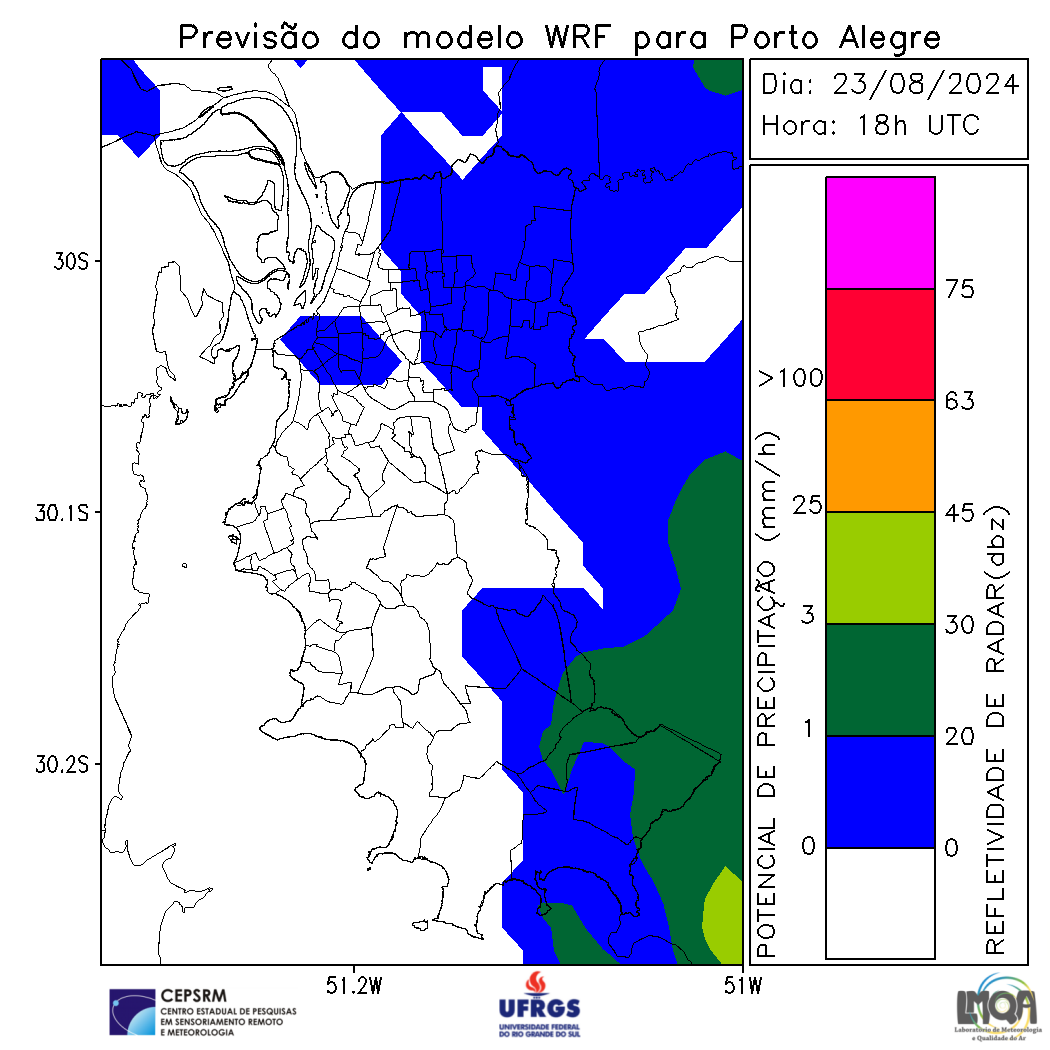 Previsão do modelo WRF para Porto Alegre
Dia: 23/08/2024
Hora: 18h UTC
30S
30.1S
30.2S
51.2W
51W
POTENCIAL DE PRECIPITAÇÃO (mm/h)
>100
25
3
1
0
75
63
45
30
20
0
REFLETIVIDADE DE RADAR(dbz)
CEPSRM
CENTRO ESTADUAL DE PESQUISAS
EM SENSORIAMENTO REMOTO
E METEOROLOGIA
UFRGS
UNIVERSIDADE FEDERAL
DO RIO GRANDE DO SUL
LMQA
Laboratório de Meteorologia
e Qualidade do Ar